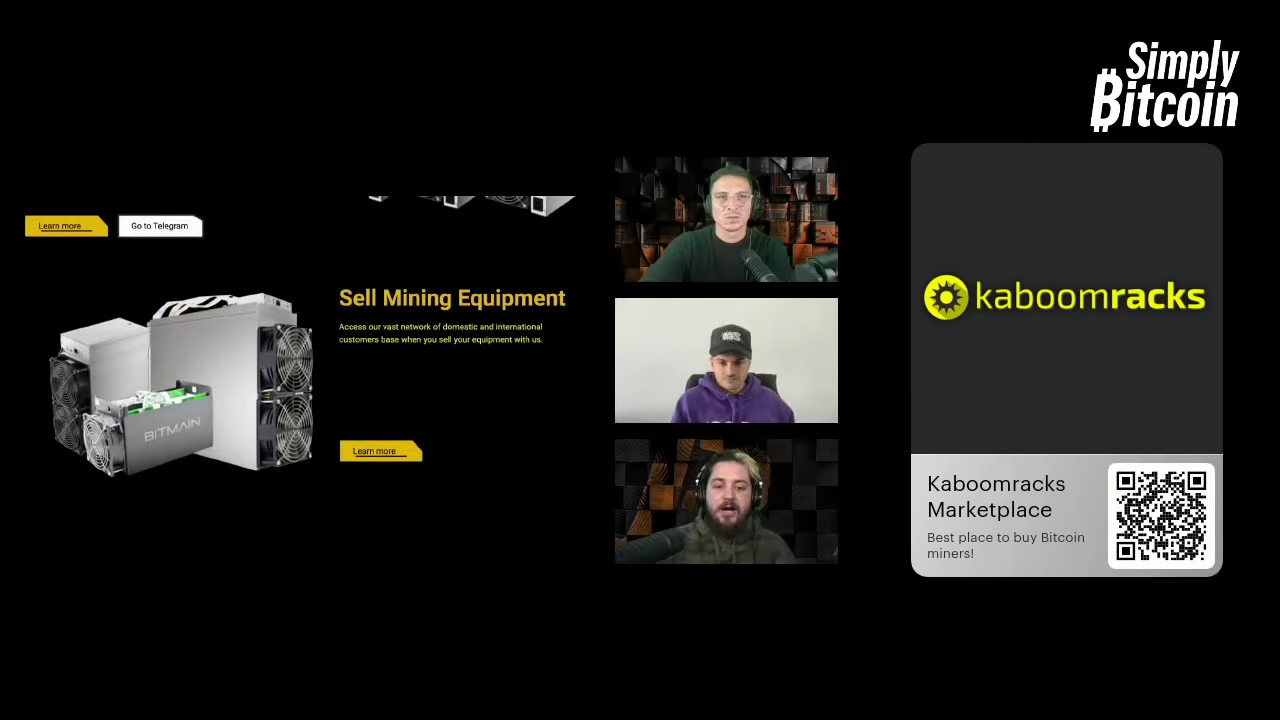 Simply
Bitcoin
Learn more
Go to Telegram
BITMAIN
Sell Mining Equipment
Access our vast network of domestic and international
customers base when you sell your equipment with us.
Learn more
kaboomracks
Kaboomracks
Marketplace
Best place to buy Bitcoin
miners!